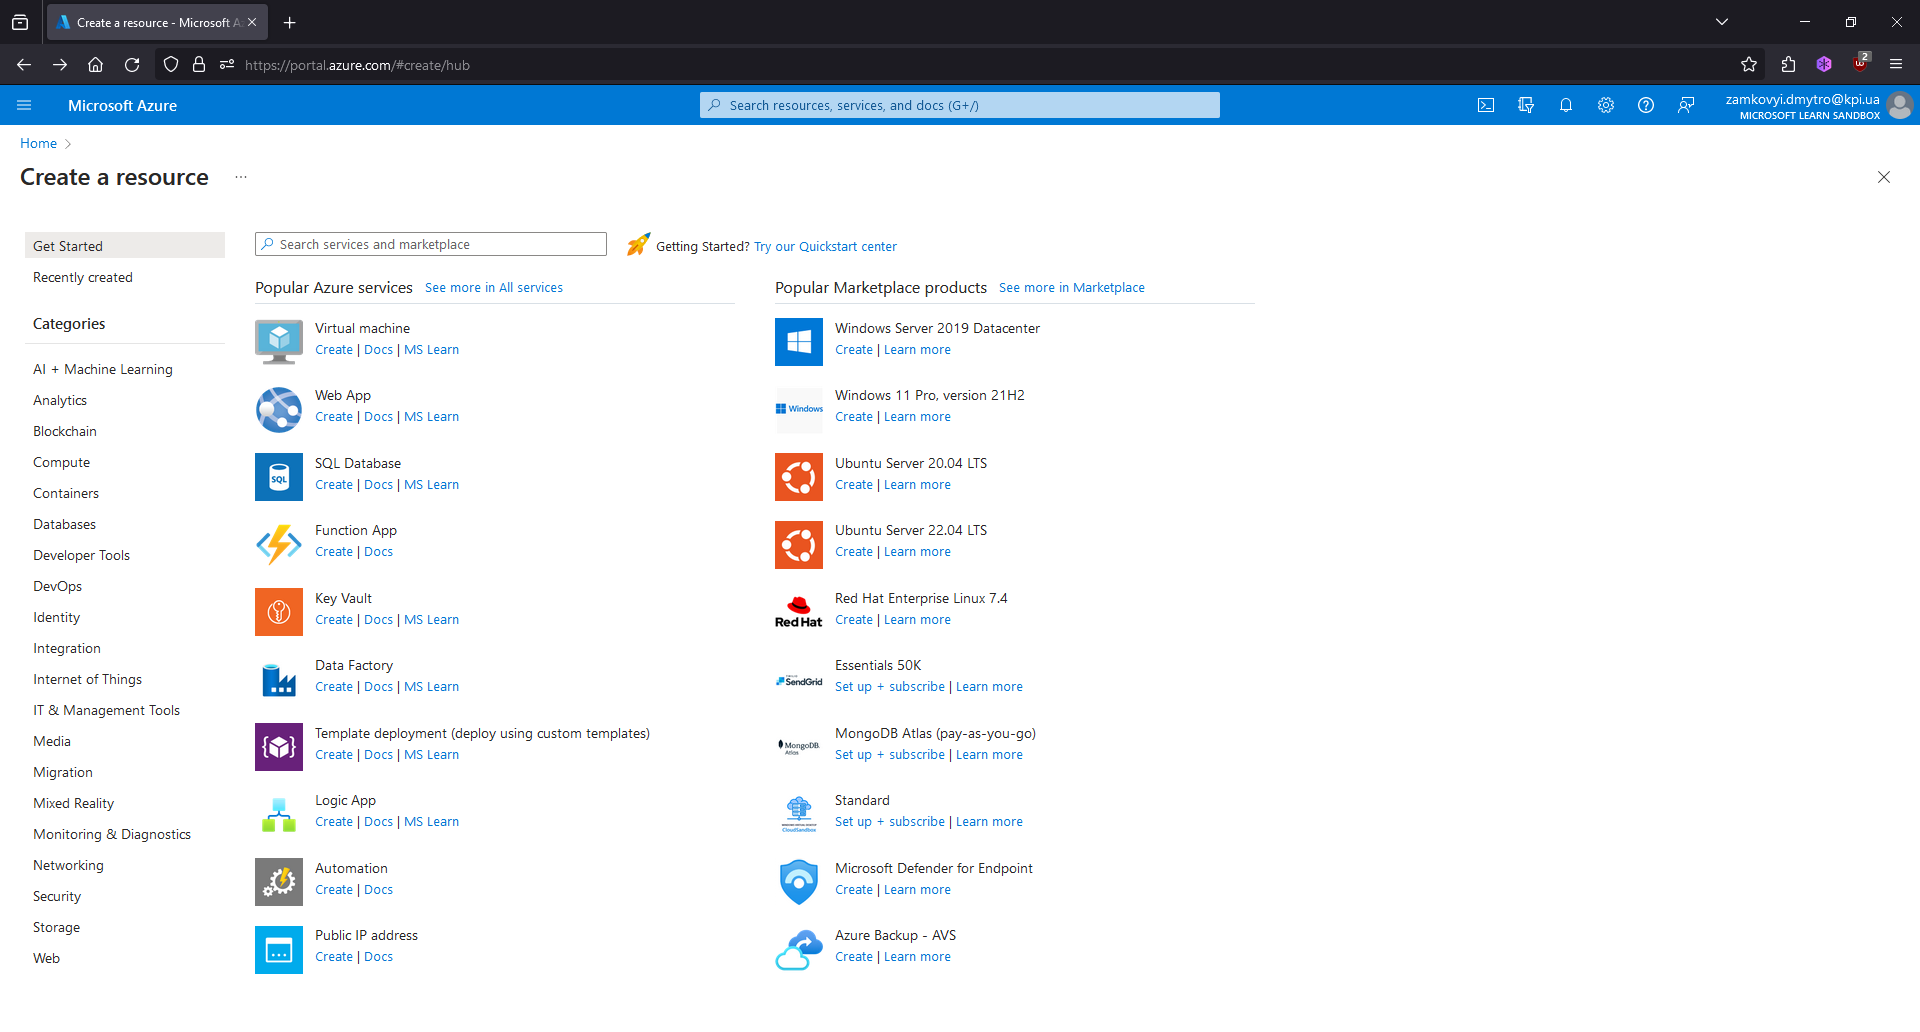 Create a resource - Microsoft A
https://portal.azure.com/#create/hub
2
Microsoft Azure
Search resources, services, and docs (G+/)
zamkovyi.dmytro@kpi.ua
MICROSOFT LEARN SANDBOX
Home
Create a resource
Get Started
Recently created
Categories
AI + Machine Learning
Analytics
Blockchain
Compute
Containers
Databases
Developer Tools
DevOps
Identity
Integration
Internet of Things
IT & Management Tools
Media
Migration
Mixed Reality
Monitoring & Diagnostics
Networking
Security
Storage
Web
Search services and marketplace
Getting Started? Try our Quickstart center
Popular Azure services See more in All services
Virtual machine
Create | Docs | MS Learn
Web App
Create | Docs | MS Learn
SQL
SQL Database
Create | Docs | MS Learn
Function App
Create | Docs
Key Vault
Create | Docs | MS Learn
Data Factory
Create | Docs | MS Learn
Template deployment (deploy using custom templates)
Create | Docs | MS Learn
Logic App
Create | Docs | MS Learn
Automation
Create | Docs
Public IP address
Create | Docs
Popular Marketplace products See more in Marketplace
Windows Server 2019 Datacenter
Create | Learn more
Windows
Windows 11 Pro, version 21H2
Create | Learn more
Ubuntu Server 20.04 LTS
Create | Learn more
Ubuntu Server 22.04 LTS
Create | Learn more
Red Hat
Red Hat Enterprise Linux 7.4
Create | Learn more
SendGrid
Essentials 50K
Set up + subscribe | Learn more
MongoDB.
Atlas
MongoDB Atlas (pay-as-you-go)
Set up + subscribe | Learn more
CloudSandbox
Standard
Set up + subscribe | Learn more
Microsoft Defender for Endpoint
Create | Learn more
Azure Backup - AVS
Create | Learn more